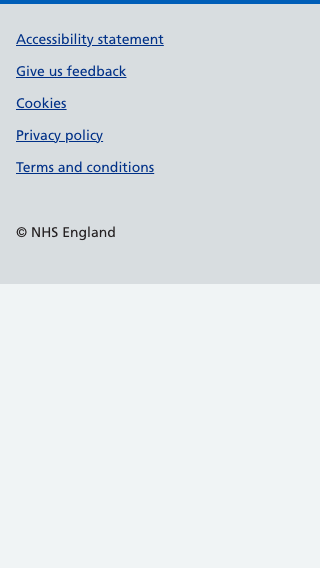 Accessibility statement
Give us feedback
Cookies
Privacy policy
Terms and conditions
© NHS England